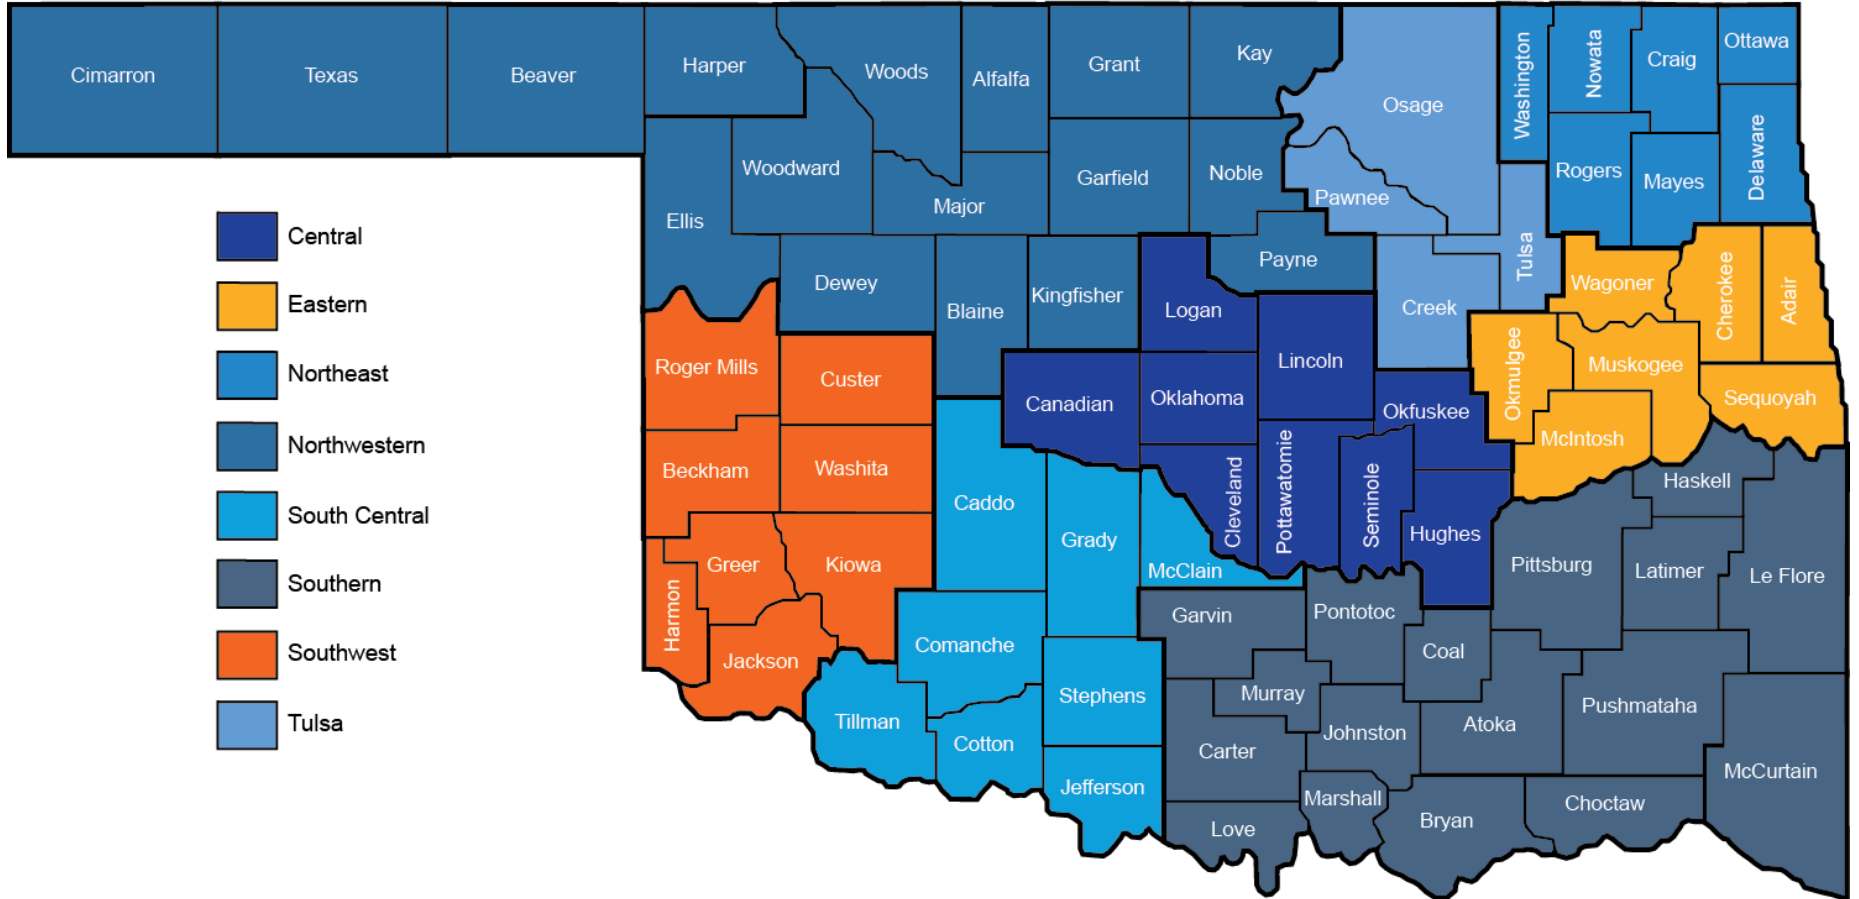 Cimarron
Texas
Beaver
Harper
Woods
Alfalfa
Grant
Kay
Osage
Washington
Nowata
Craig
Ottawa
Ellis
Woodward
Major
Garfield
Noble
Pawnee
Rogers
Mayes
Delaware
Dewey
Blaine
Kingfisher
Logan
Payne
Creek
Tulsa
Wagoner
Cherokee
Adair
Roger Mills
Custer
Canadian
Oklahoma
Lincoln
Okfuskee
Okmulgee
Muskogee
Sequoyah
McIntosh
Beckham
Washita
Caddo
Grady
Cleveland
Pottawatomie
Seminole
Hughes
Haskell
Harmon
Greer
Kiowa
McClain
Pittsburg
Latimer
Le Flore
Jackson
Comanche
Garvin
Pontotoc
Coal
Tillman
Cotton
Stephens
Murray
Johnston
Atoka
Pushmataha
Carter
Jefferson
Love
Marshall
Bryan
Choctaw
McCurtain
Central
Eastern
Northeast
Northwestern
South Central
Southern
Southwest
Tulsa